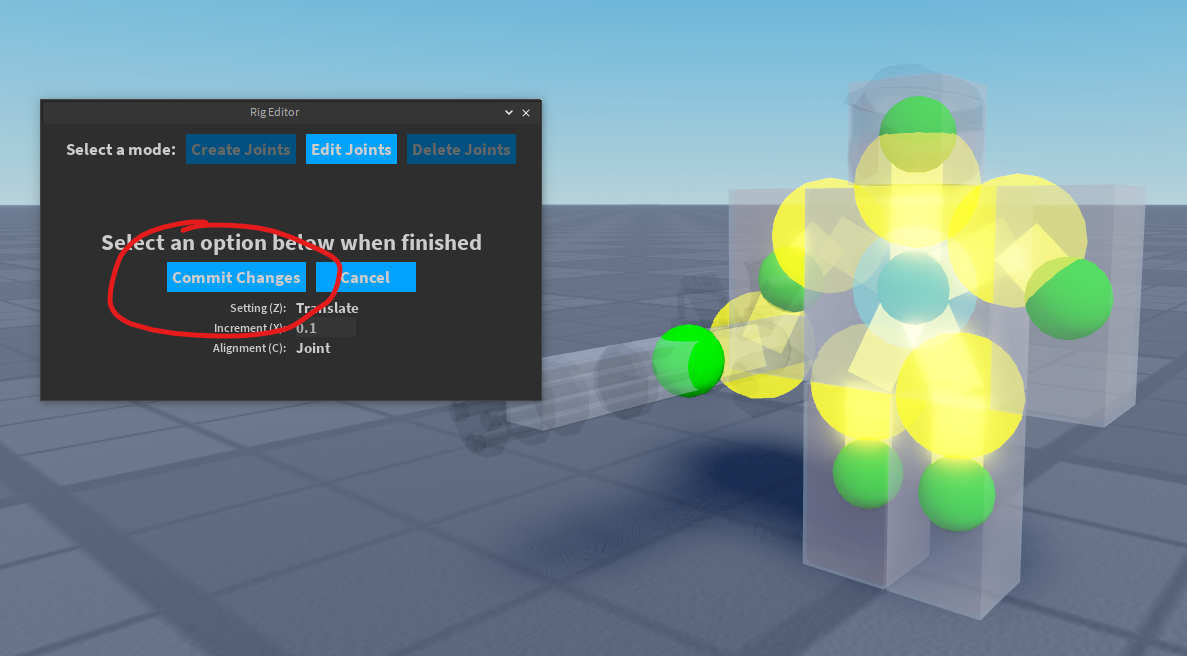 Rig Editor
Select a mode: Create Joints Edit Joints Delete Joints
Select an option below when finished
Commit Changes Cancel
Setting (Z): Translate
Increment (X): 0.1
Alignment (C): Joint